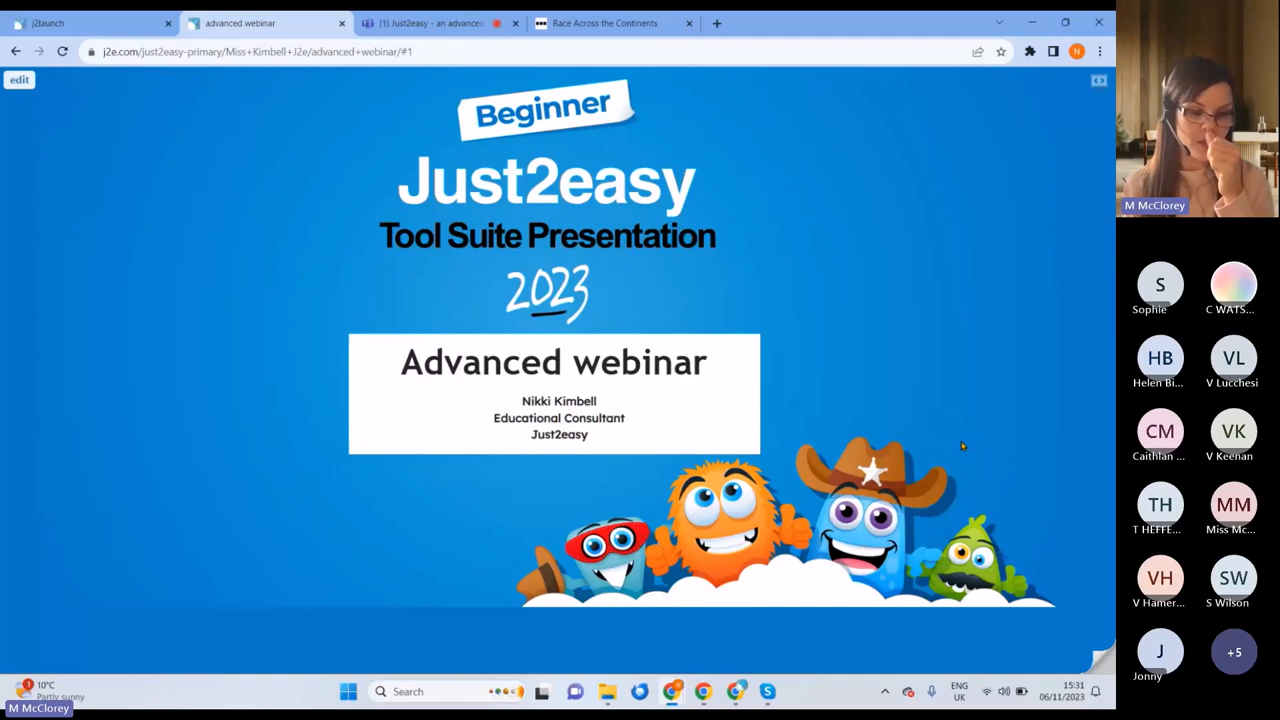 j2launch
advanced webinar
(1) Just2easy - an advanced
Race Across the Continents
j2e.com/just2easy-primary/Miss+Kimbell+J2e/advanced+webinar/#1
N
edit
Beginner
Just2easy
Tool Suite Presentation
2023
Advanced webinar
Nikki Kimbell
Educational Consultant
Just2easy
M McClorey
S
Sophie
C WATS...
HB
Helen Bi...
VL
V Lucchesi
CM
Caithlan ...
VK
V Keenan
TH
T HEFFE...
MM
Miss Mc...
VH
V Hamer...
SW
S Wilson
J
Jonny
+5
1
10°C
Partly sunny
Search
ENG
UK
15:31
06/11/2023
M McClorey